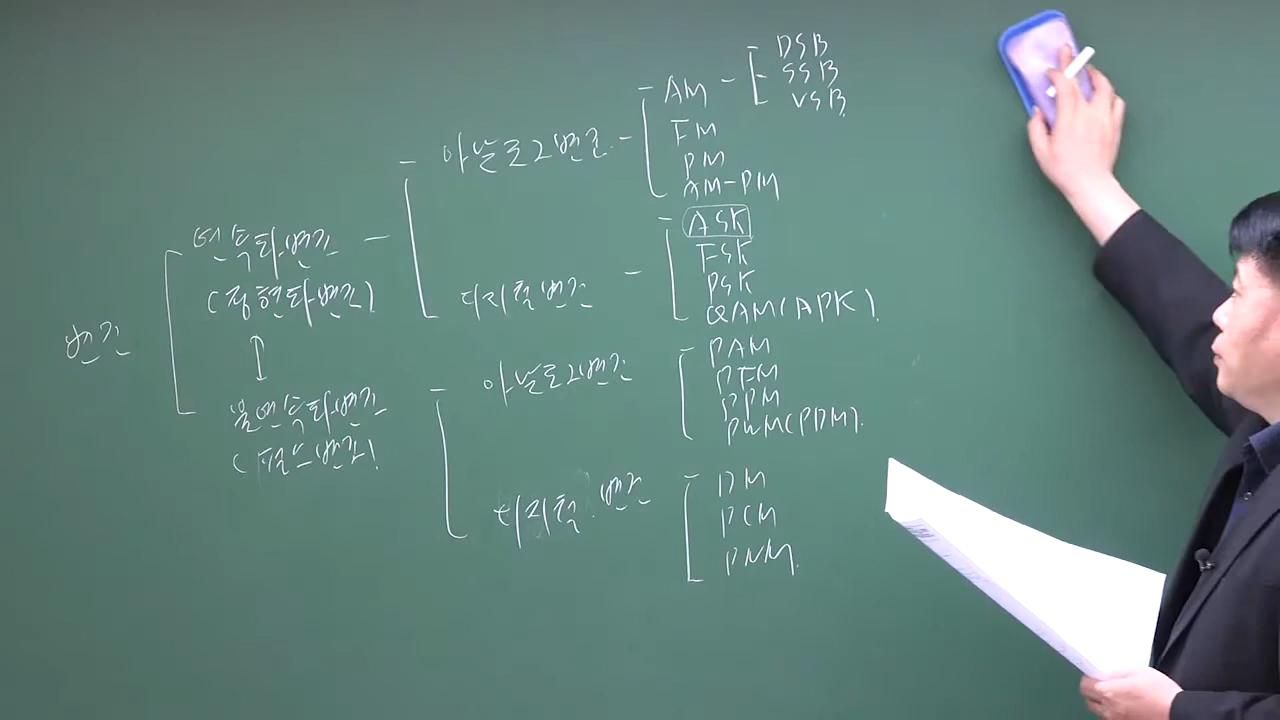 변조
연속파변조
(정현파변조)
불연속파변조
(펄스변조)
아날로그변조
디지털변조
아날로그변조
디지털변조
AM
DSB
SSB
VSB
FM
PM
AM-PM
ASK
FSK
PSK
QAM(APK)
PAM
PFM
PPM
PWM(PDM)
DM
PCM
PNM